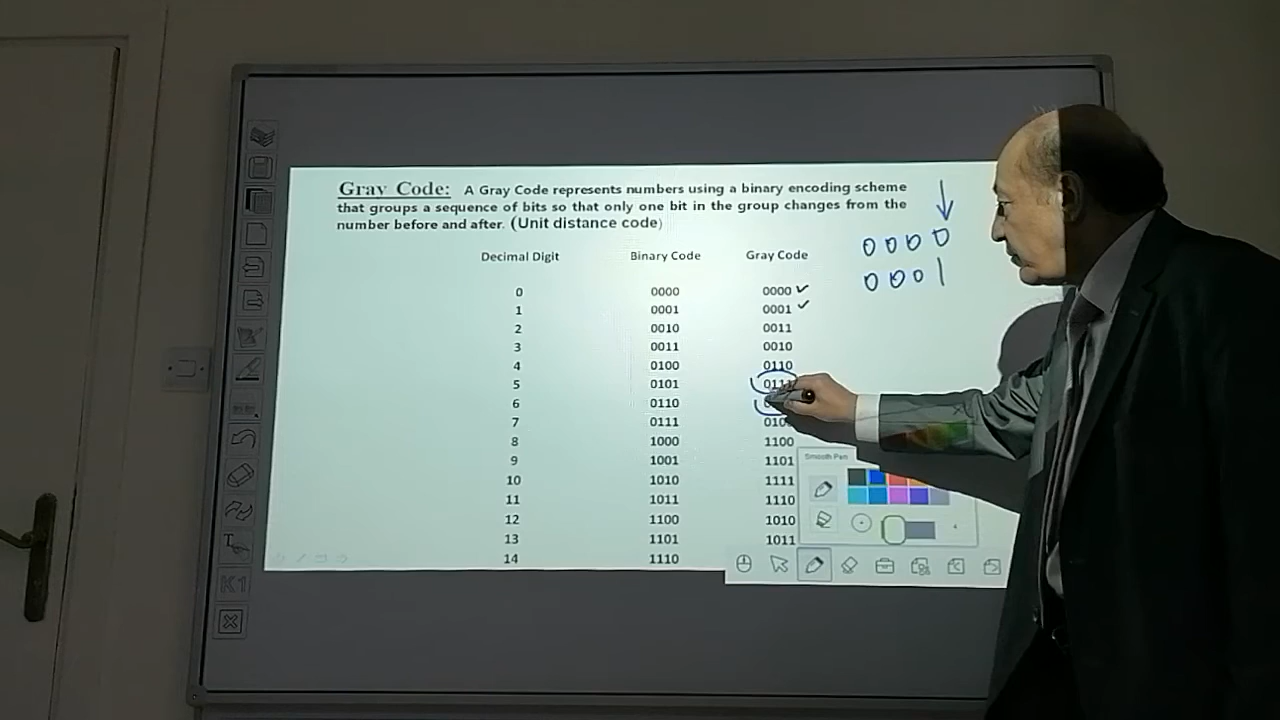 Gray Code: A Gray Code represents numbers using a binary encoding scheme
that groups a sequence of bits so that only one bit in the group changes from the
number before and after. (Unit distance code)
Decimal Digit Binary Code Gray Code
0 0000 0000 ✓
1 0001 0001 ✓
2 0010 0011
3 0011 0010
4 0100 0110
5 0101 0111
6 0110
7 0111
8 1000 1100
9 1001 1101
10 1010 1111
11 1011 1110
12 1100 1010
13 1101 1011
14 1110
0000
0001
Smooth Pen
K1